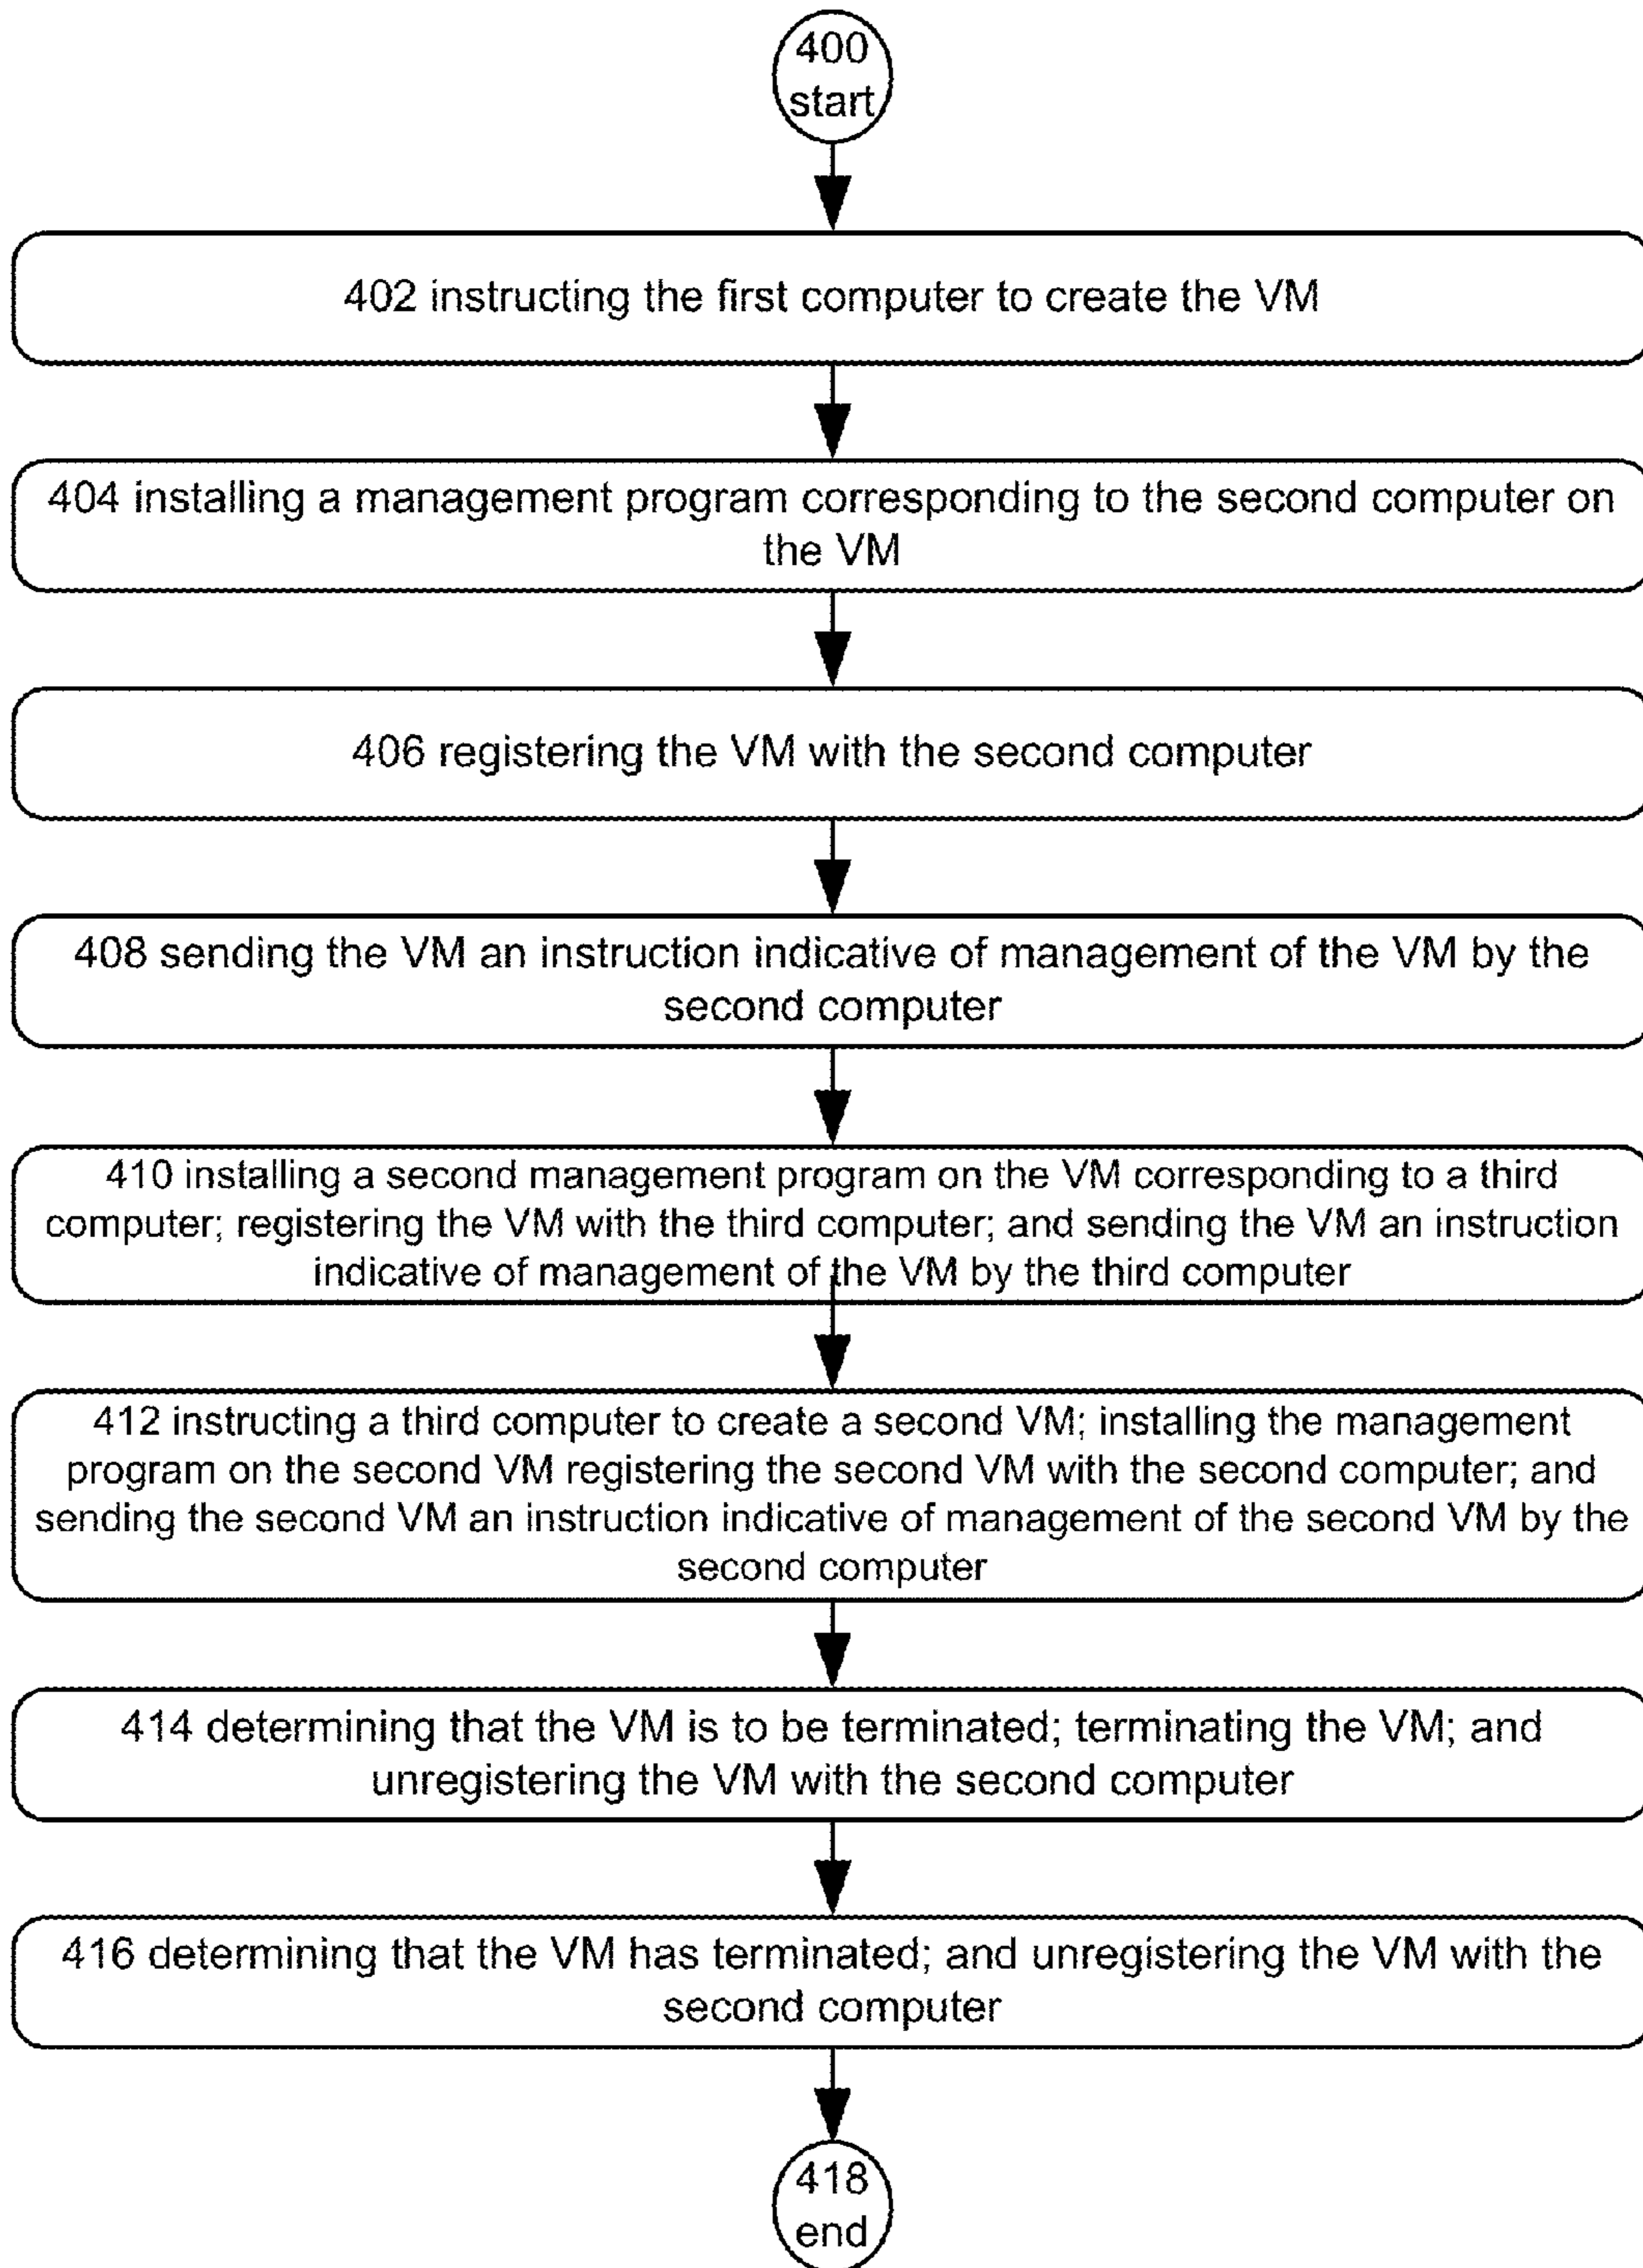 400
start
402 instructing the first computer to create the VM
404 installing a management program corresponding to the second computer on
the VM
406 registering the VM with the second computer
408 sending the VM an instruction indicative of management of the VM by the
second computer
410 installing a second management program on the VM corresponding to a third
computer; registering the VM with the third computer; and sending the VM an instruction
indicative of management of the VM by the third computer
412 instructing a third computer to create a second VM; installing the management
program on the second VM registering the second VM with the second computer; and
sending the second VM an instruction indicative of management of the second VM by the
second computer
414 determining that the VM is to be terminated; terminating the VM; and
unregistering the VM with the second computer
416 determining that the VM has terminated; and unregistering the VM with the
second computer
418
end